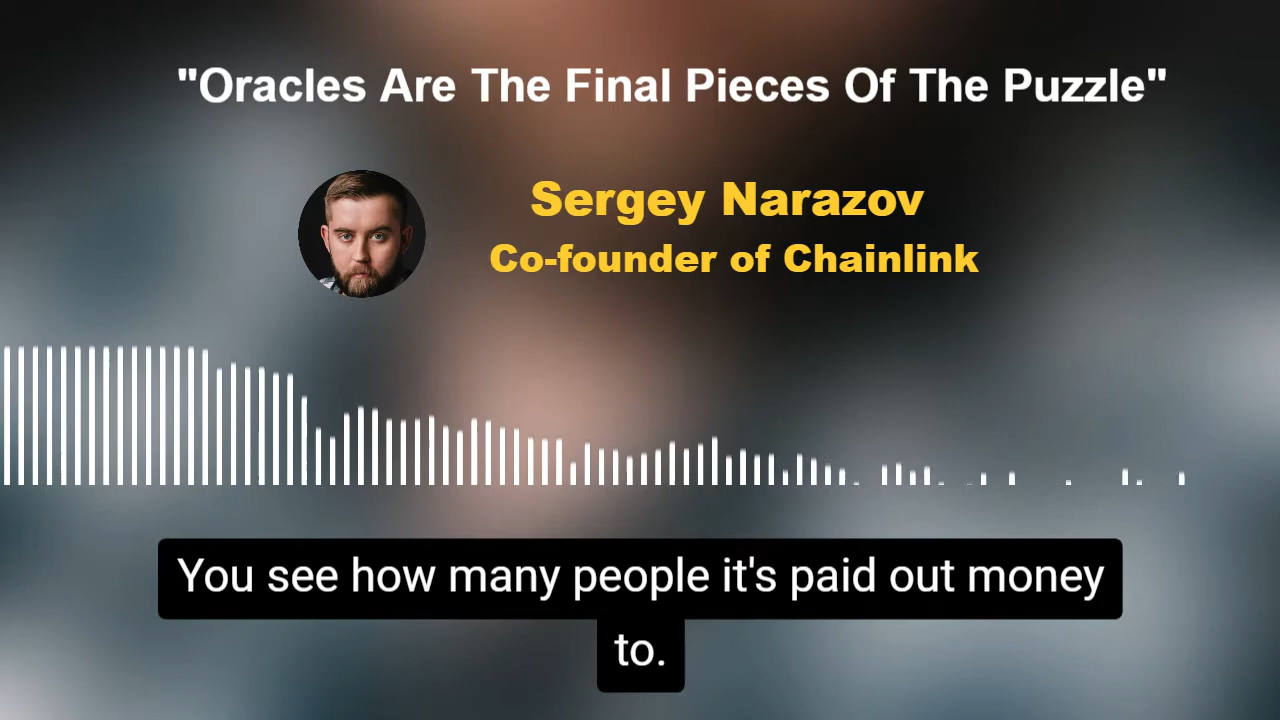 "Oracles Are The Final Pieces Of The Puzzle"
Sergey Narazov
Co-founder of Chainlink
You see how many people it's paid out money
to.